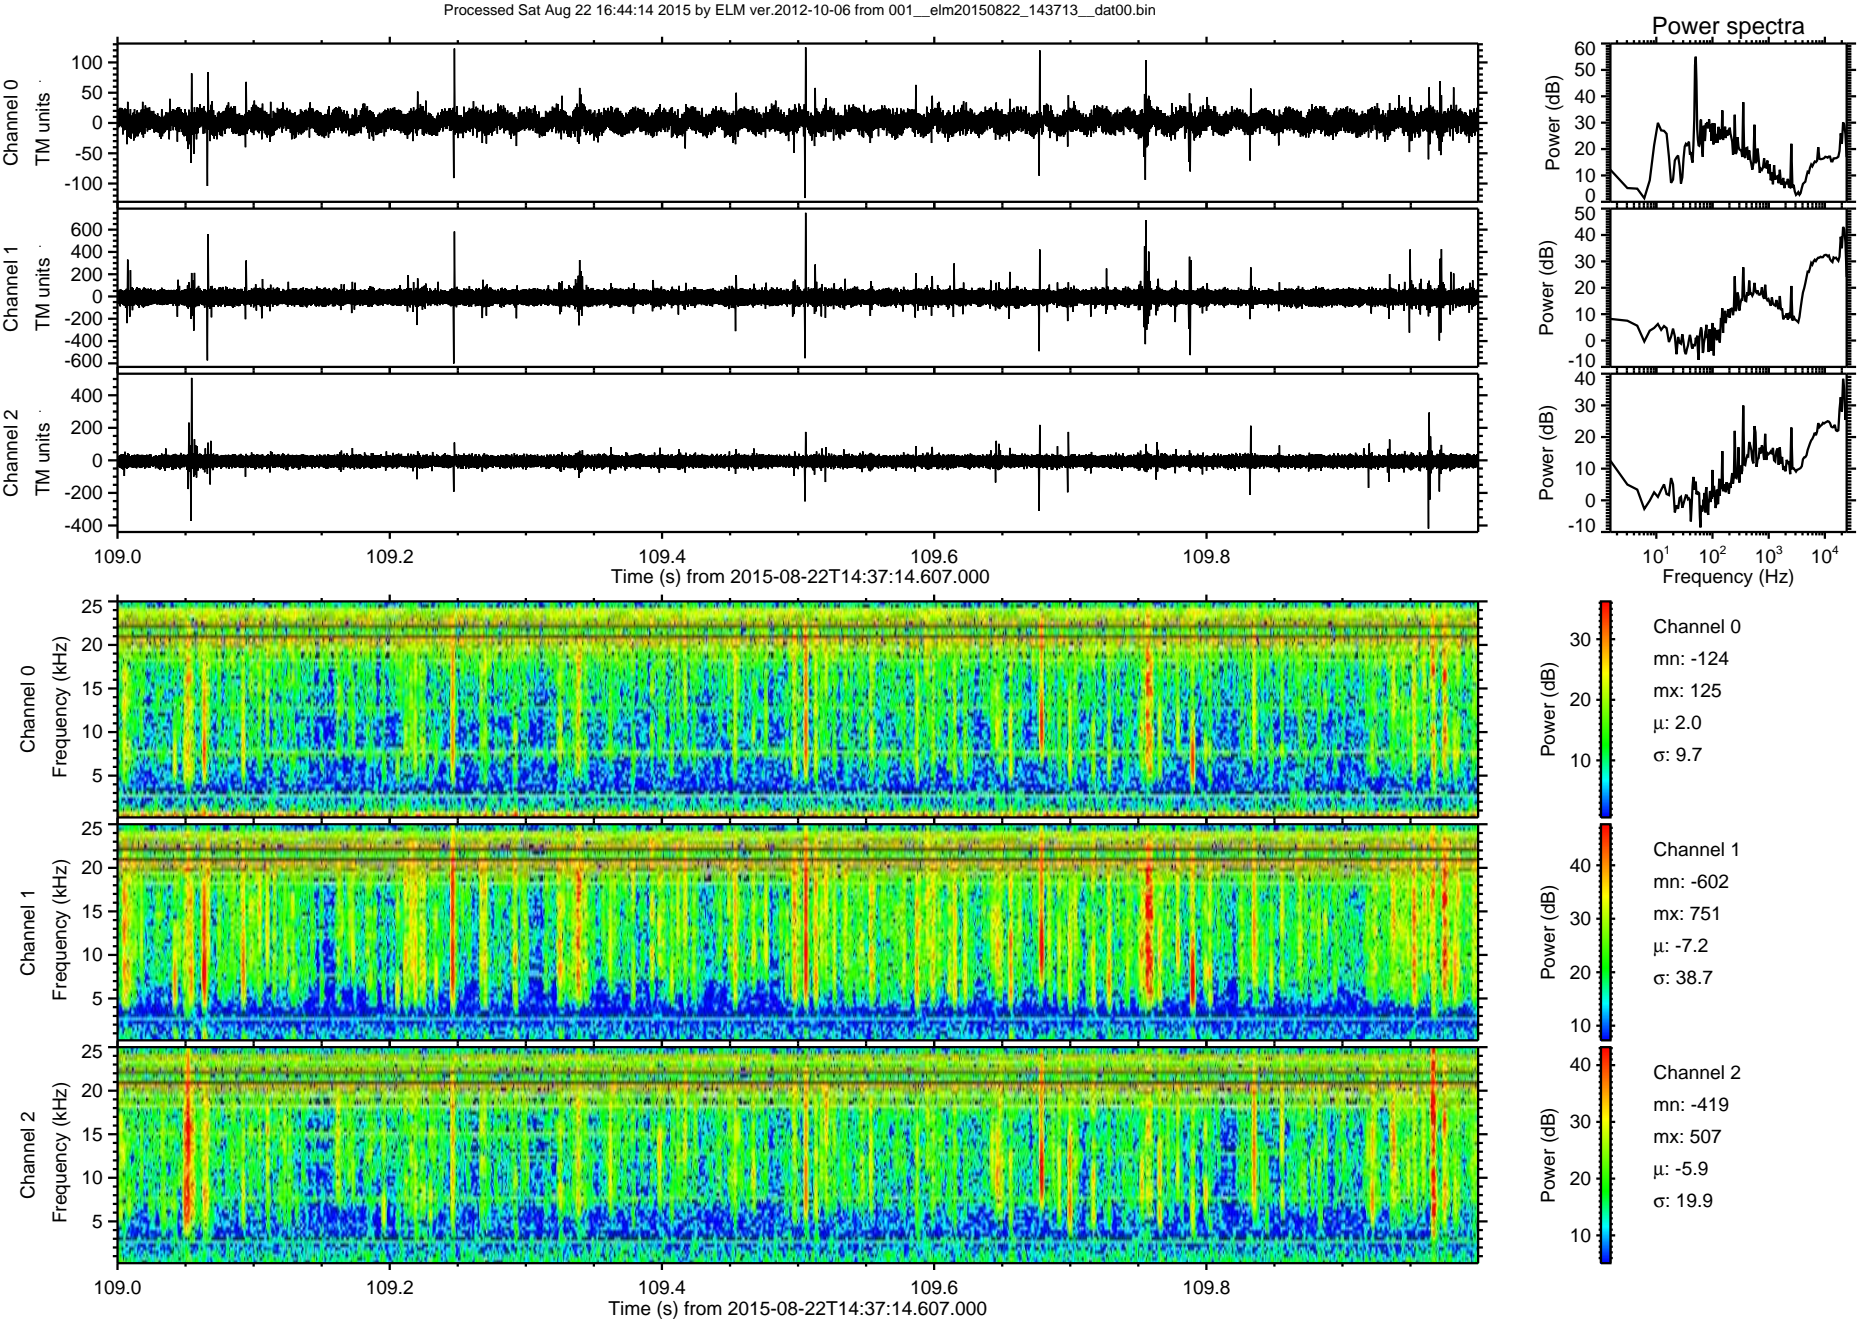 Processed Sat Aug 22 16:44:14 2015 by ELM ver.2012-10-06 from 001__elm20150822_143713__dat00.bin
Power spectra
Channel 0
TM units
100
50
0
-50
-100
Power (dB)
60
50
40
30
20
10
0
Channel 1
TM units
600
400
200
0
-200
-400
-600
Power (dB)
50
40
30
20
10
0
-10
Channel 2
TM units
400
200
0
-200
-400
Power (dB)
40
30
20
10
0
-10
109.0 109.2 109.4 109.6 109.8
Time (s) from 2015-08-22T14:37:14.607.000
10¹ 10² 10³ 10⁴
Frequency (Hz)
Channel 0
Frequency (kHz)
25
20
15
10
5
Power (dB)
30
20
10
Channel 0
mn: -124
mx: 125
µ: 2.0
σ: 9.7
Channel 1
Frequency (kHz)
25
20
15
10
5
Power (dB)
40
30
20
10
Channel 1
mn: -602
mx: 751
µ: -7.2
σ: 38.7
Channel 2
Frequency (kHz)
25
20
15
10
5
Power (dB)
40
30
20
10
Channel 2
mn: -419
mx: 507
µ: -5.9
σ: 19.9
109.0 109.2 109.4 109.6 109.8
Time (s) from 2015-08-22T14:37:14.607.000